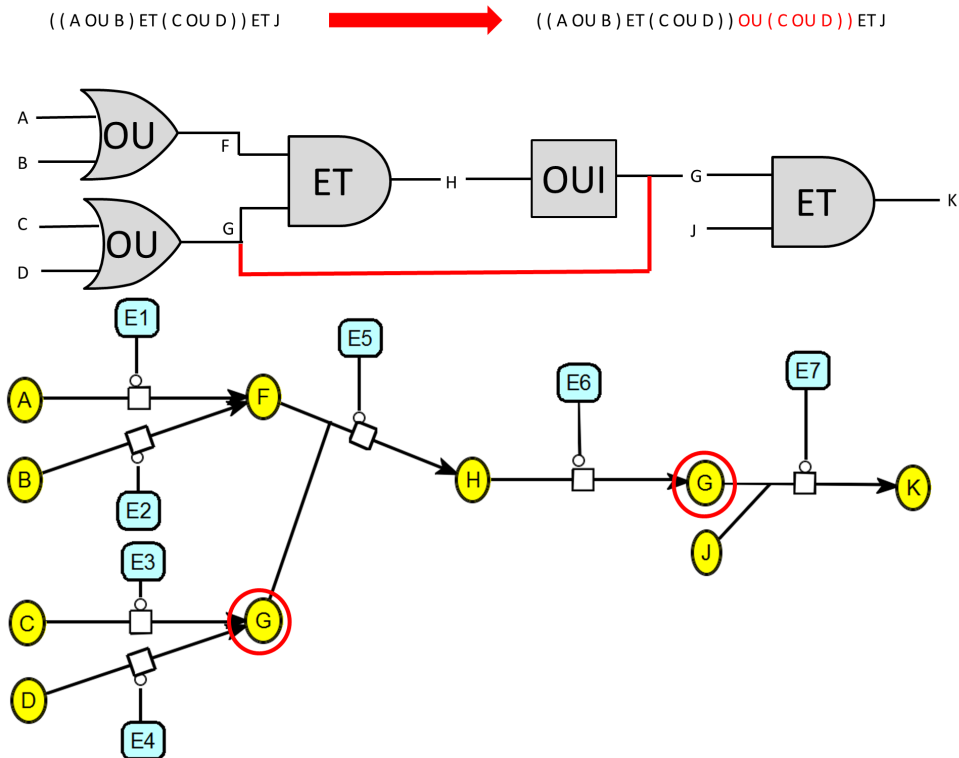 ( ( A OU B ) ET ( C OU D ) ) ET J
( ( A OU B ) ET ( C OU D ) ) OU ( C OU D ) ) ET J
A
OU
B
F
ET
H
OUI
G
ET
K
J
C
OU
D
G
E1
E5
E6
E7
A
F
B
E2
H
G
K
J
E3
C
G
D
E4